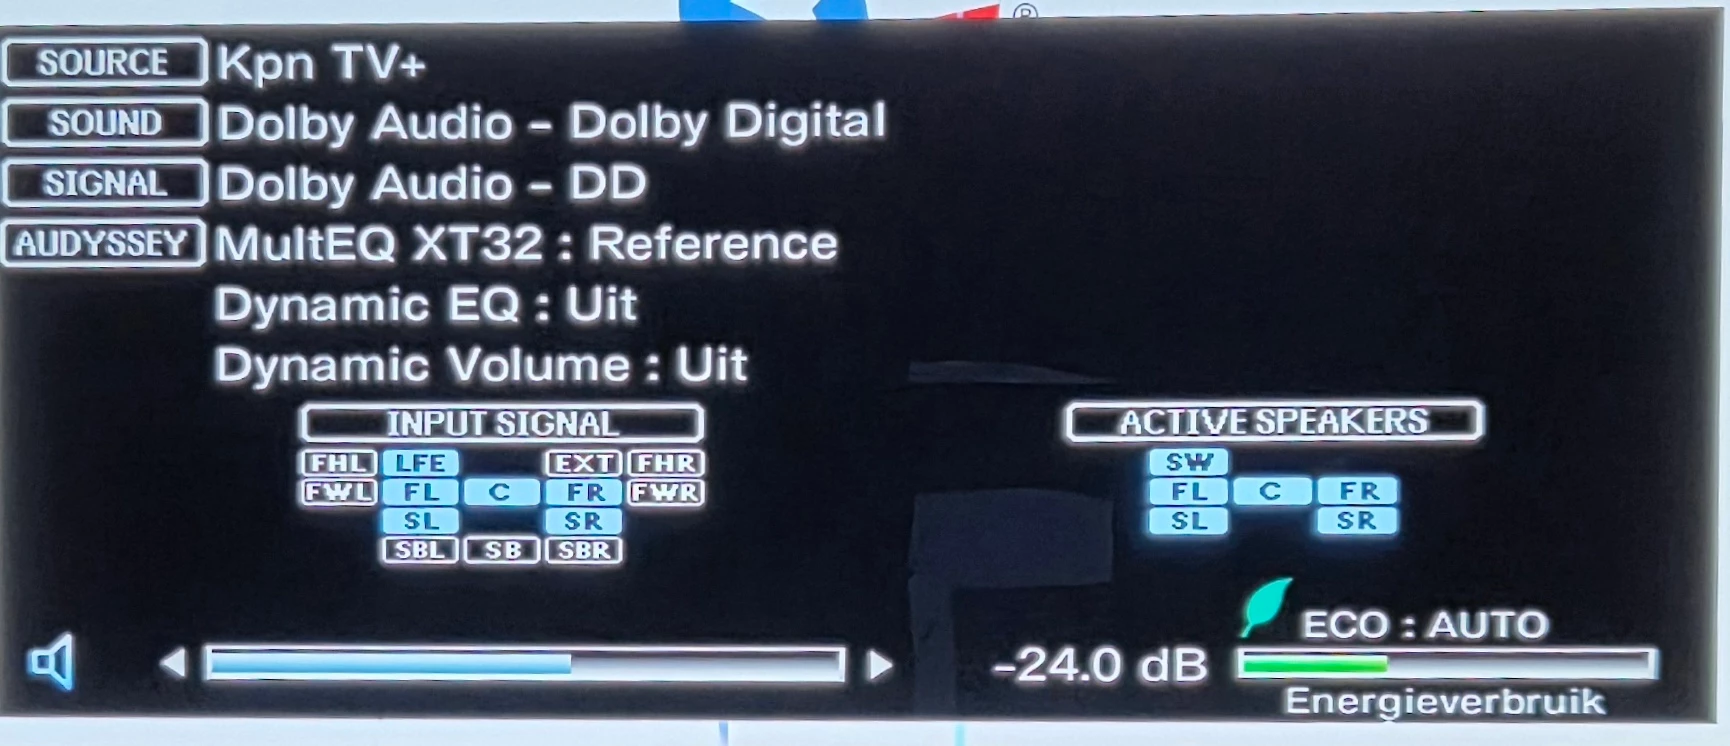 ®
SOURCE Kpn TV+
SOUND Dolby Audio - Dolby Digital
SIGNAL Dolby Audio - DD
AUDYSSEY MultEQ XT32 : Reference
Dynamic EQ : Uit
Dynamic Volume : Uit
INPUT SIGNAL ACTIVE SPEAKERS
FHL LFE EXT FHR SW
FWL FL C FR FWR FL C FR
SL SR SL SR
SBL SB SBR
ECO : AUTO
-24.0 dB
Energieverbruik